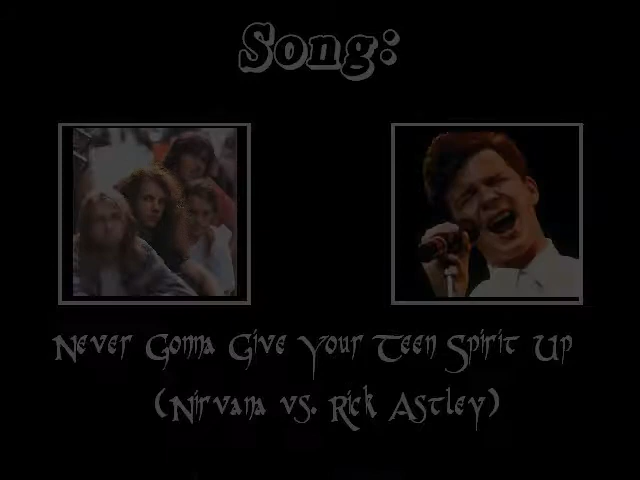 Song:
Never Gonna Give Your Teen Spirit Up
(Nirvana vs. Rick Astley)